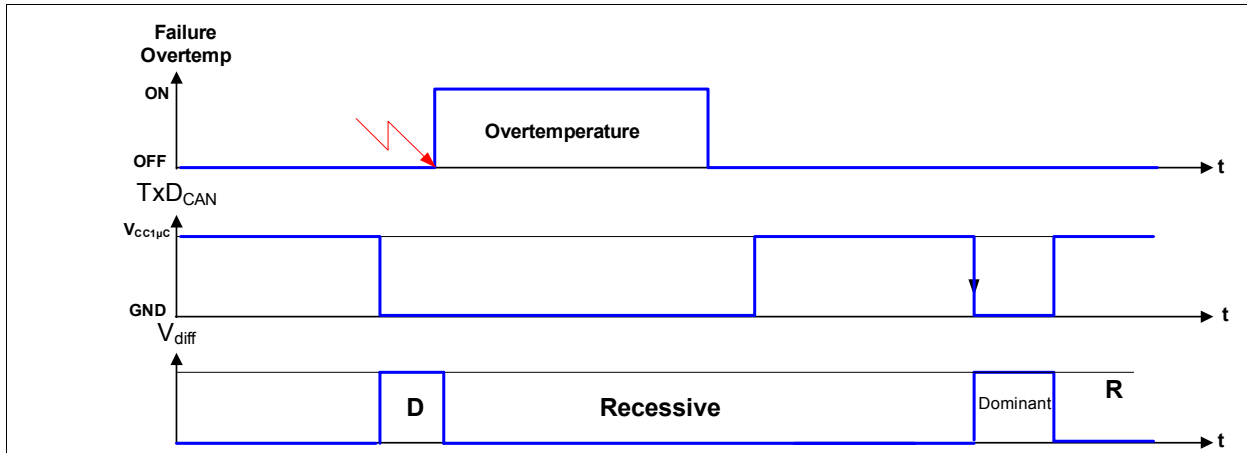 Failure
Overtemp
ON
Overtemperature
OFF
t
TxD_CAN
V_CC1µC
GND
t
V_diff
D
Recessive
Dominant
R
t